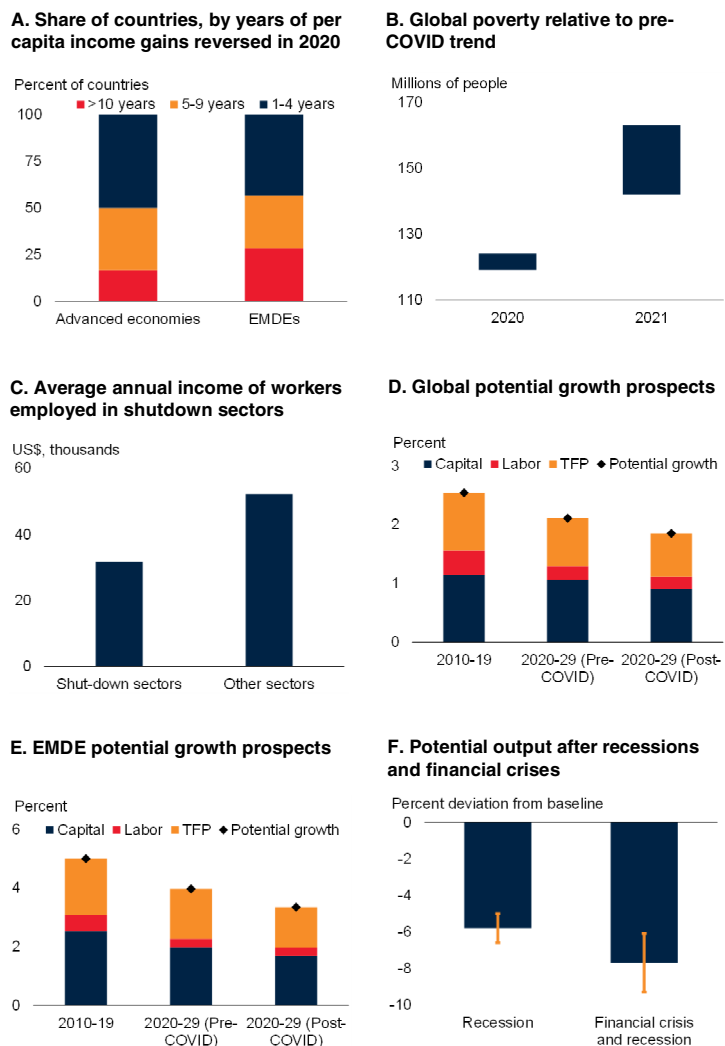 A. Share of countries, by years of per
capita income gains reversed in 2020
Percent of countries
>10 years 5-9 years 1-4 years
100
75
50
25
0
Advanced economies EMDEs
B. Global poverty relative to pre-
COVID trend
Millions of people
170
150
130
110
2020 2021
C. Average annual income of workers
employed in shutdown sectors
US$, thousands
60
40
20
0
Shut-down sectors Other sectors
D. Global potential growth prospects
Percent
Capital Labor TFP Potential growth
3
2
1
0
2010-19 2020-29 (Pre- 2020-29 (Post-
COVID) COVID)
E. EMDE potential growth prospects
Percent
Capital Labor TFP Potential growth
6
4
2
0
2010-19 2020-29 (Pre- 2020-29 (Post-
COVID) COVID)
F. Potential output after recessions
and financial crises
Percent deviation from baseline
0
-2
-4
-6
-8
-10
Recession Financial crisis
and recession